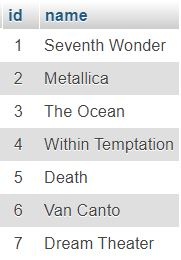 id name
1 Seventh Wonder
2 Metallica
3 The Ocean
4 Within Temptation
5 Death
6 Van Canto
7 Dream Theater